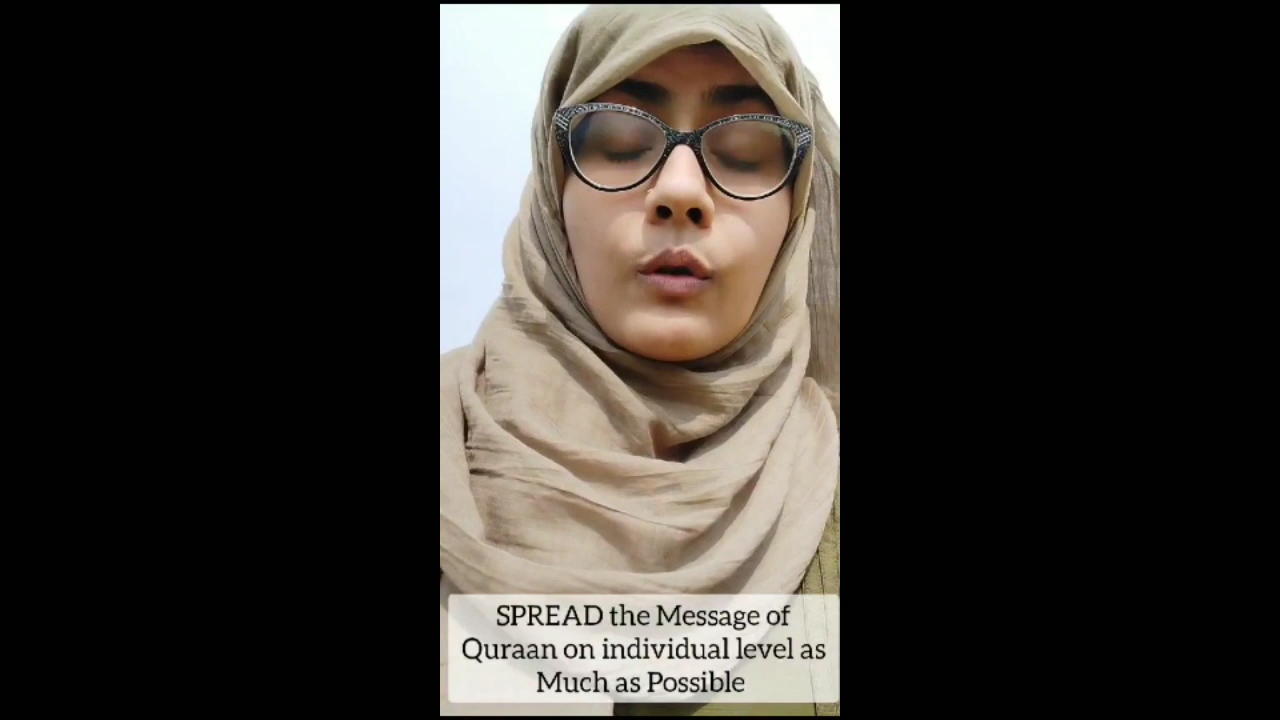 SPREAD the Message of
Quraan on individual level as
Much as Possible